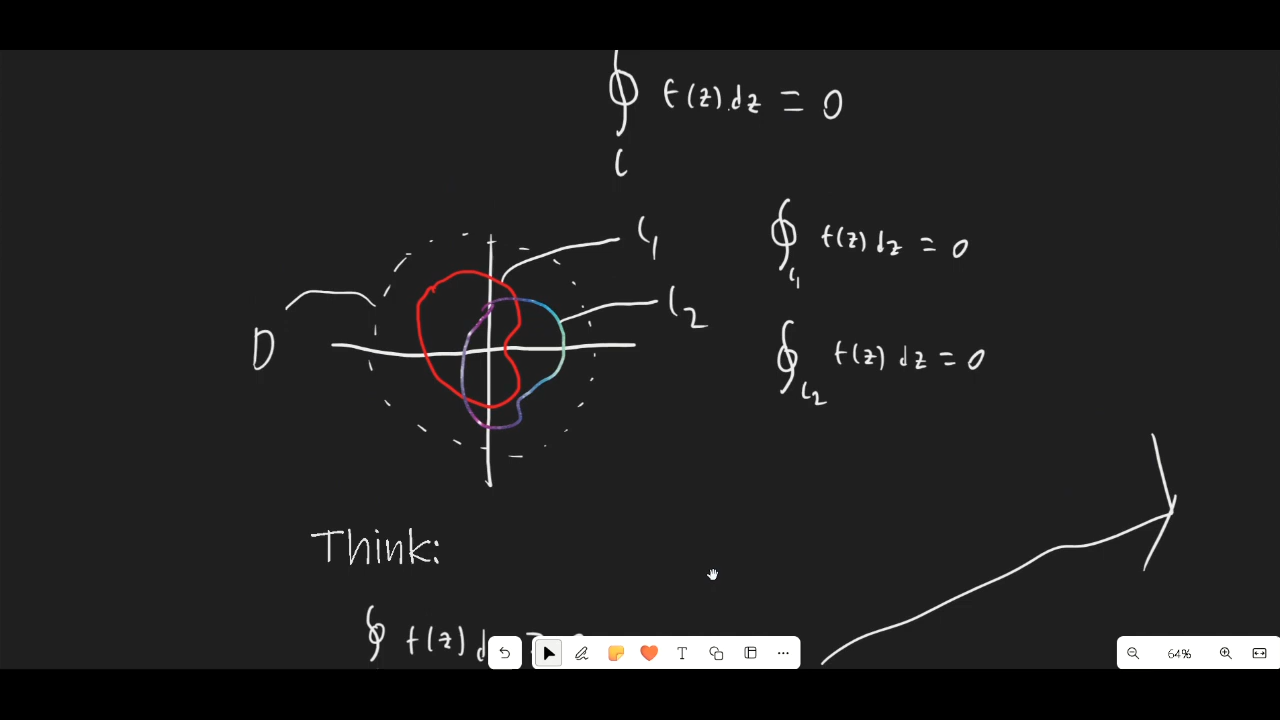 ∮ f(z) dz = 0
C
C₁
∮ f(z) dz = 0
C₁
C₂
D
∮ f(z) dz = 0
C₂
Think:
∮ f(z) d
T
64%